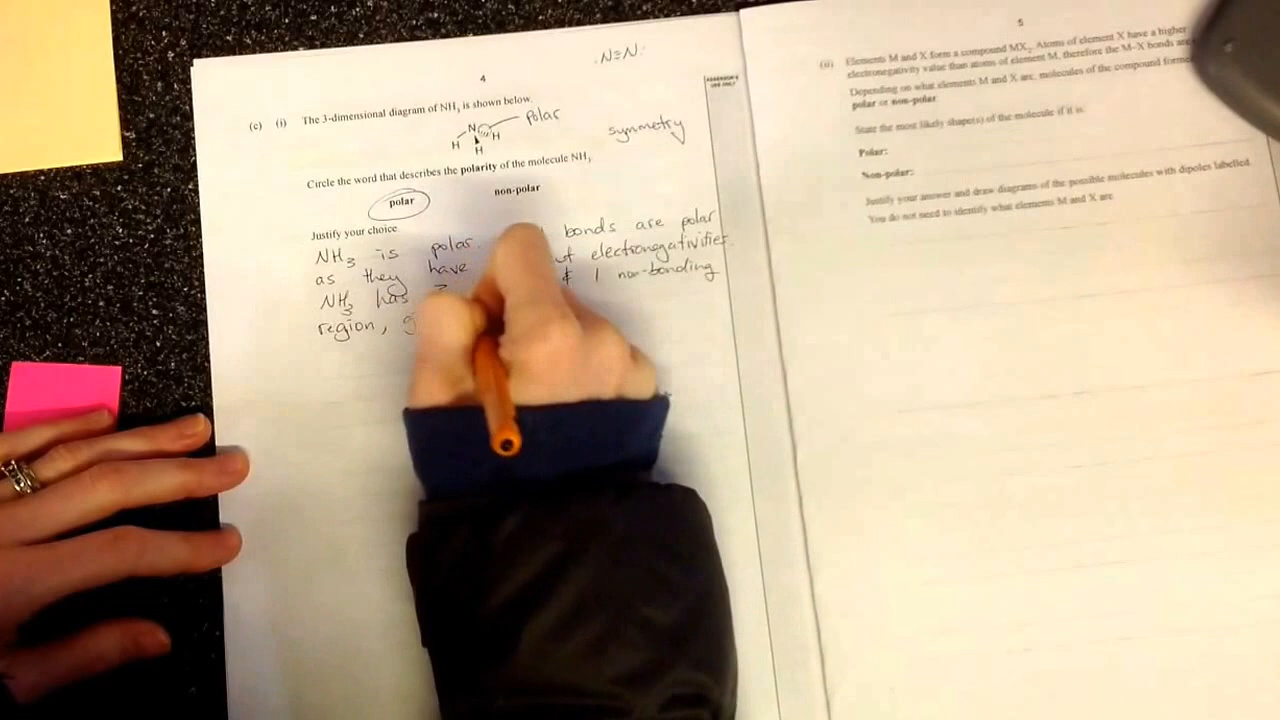 .N≡N.
4
ASSESSOR'S
USE ONLY
(c) (i) The 3-dimensional diagram of NH₃ is shown below.
N
H H
H
Polar
symmetry
Circle the word that describes the polarity of the molecule NH₃
polar non-polar
Justify your choice
NH₃ is polar. bonds are polar
as they have electronegativities.
NH₃ has & 1 non-bonding
region,
5
(ii) Elements M and X form a compound MX₂. Atoms of element X have a higher
electronegativity value than atoms of element M, therefore the M–X bonds are
Depending on what elements M and X are, molecules of the compound
polar or non-polar
State the most likely shape(s) of the molecule if it is.
Polar:
Non-polar:
Justify your answer and draw diagrams of the possible molecules with dipoles labelled.
You do not need to identify what elements M and X are